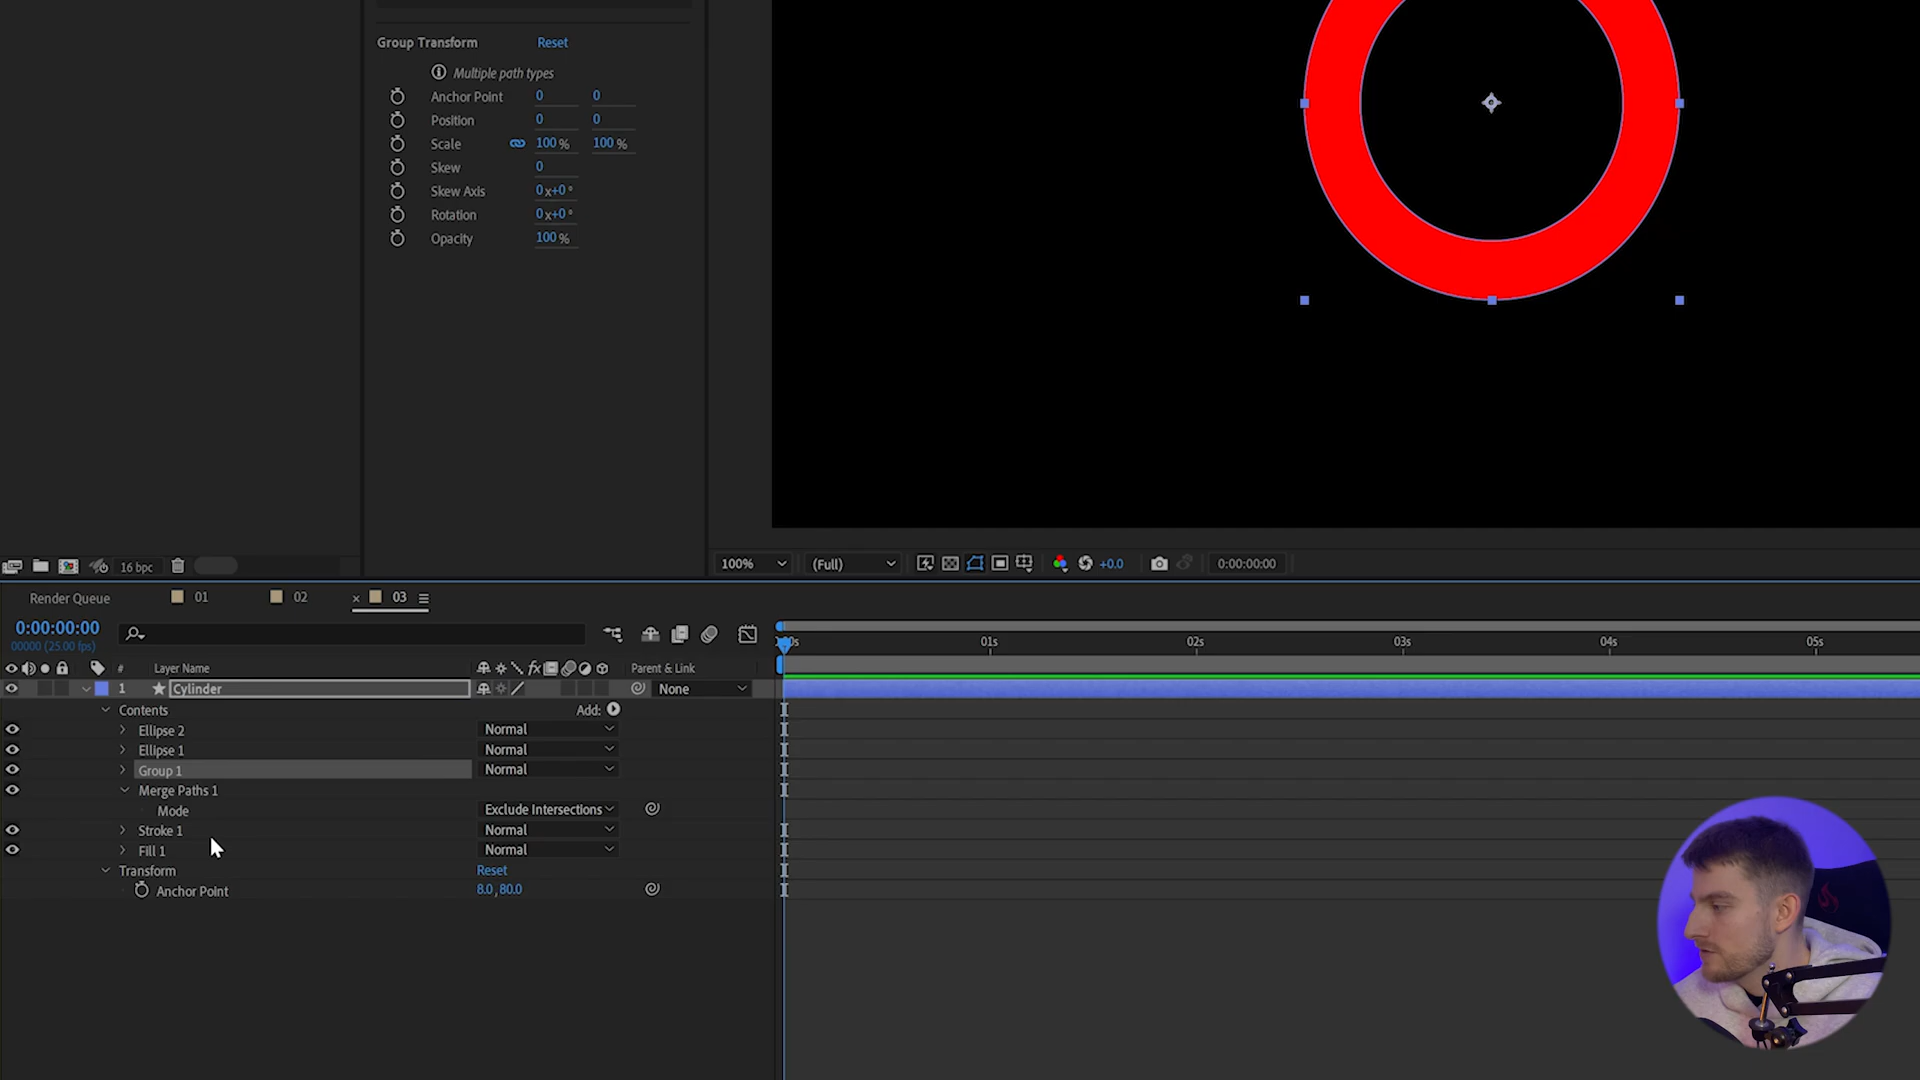 Group Transform Reset
Multiple path types
Anchor Point 0 0
Position 0 0
Scale 100 % 100 %
Skew 0
Skew Axis 0x+0°
Rotation 0x+0°
Opacity 100 %
16 bpc
100% (Full) +0.0 0:00:00:00
Render Queue 01 02 × 03
0:00:00:00
00000 (25.00 fps)
01s 02s 03s 04s 05s
# Layer Name fx Parent & Link
1 Cylinder None
Contents Add:
Ellipse 2 Normal
Ellipse 1 Normal
Group 1 Normal
Merge Paths 1
Mode Exclude Intersections
Stroke 1 Normal
Fill 1 Normal
Transform Reset
Anchor Point 8.0,80.0